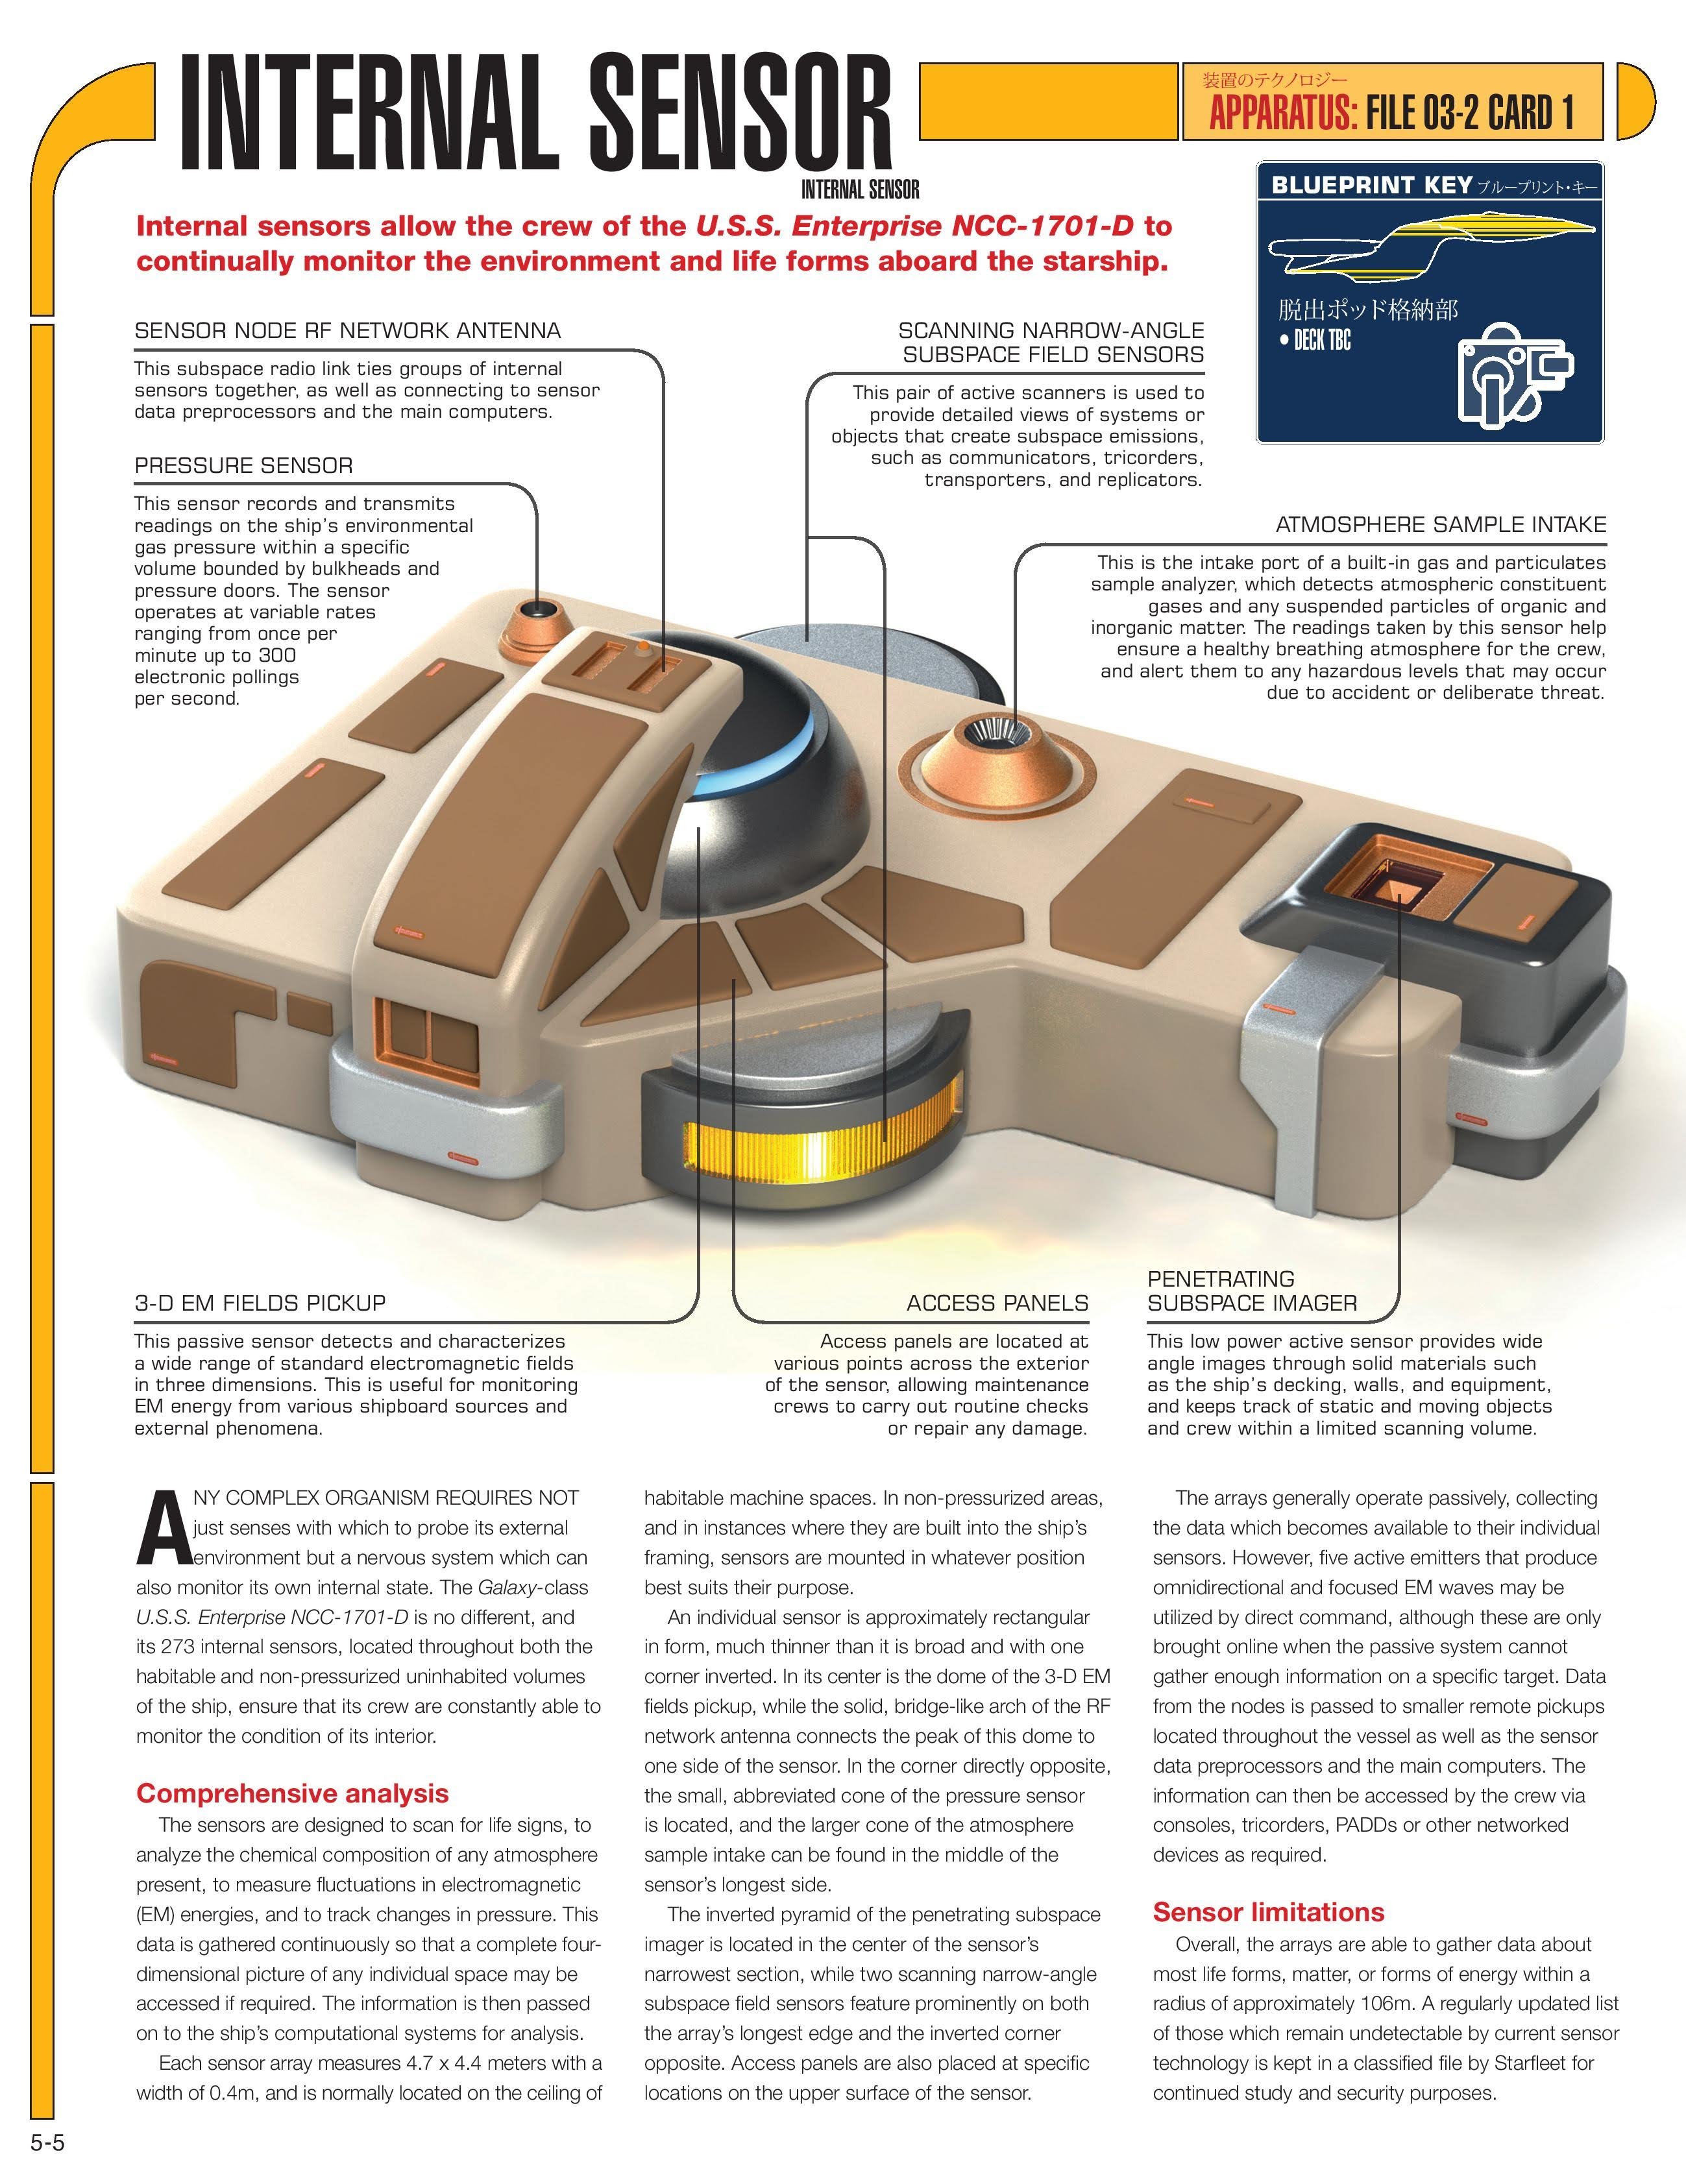 INTERNAL SENSOR
INTERNAL SENSOR
装置のテクノロジー
APPARATUS: FILE 03-2 CARD 1
Internal sensors allow the crew of the U.S.S. Enterprise NCC-1701-D to
continually monitor the environment and life forms aboard the starship.
BLUEPRINT KEY ブループリント・キー
脱出ポッド格納部
• DECK TBC
SENSOR NODE RF NETWORK ANTENNA
This subspace radio link ties groups of internal
sensors together, as well as connecting to sensor
data preprocessors and the main computers.
PRESSURE SENSOR
This sensor records and transmits
readings on the ship's environmental
gas pressure within a specific
volume bounded by bulkheads and
pressure doors. The sensor
operates at variable rates
ranging from once per
minute up to 300
electronic pollings
per second.
SCANNING NARROW-ANGLE
SUBSPACE FIELD SENSORS
This pair of active scanners is used to
provide detailed views of systems or
objects that create subspace emissions,
such as communicators, tricorders,
transporters, and replicators.
ATMOSPHERE SAMPLE INTAKE
This is the intake port of a built-in gas and particulates
sample analyzer, which detects atmospheric constituent
gases and any suspended particles of organic and
inorganic matter. The readings taken by this sensor help
ensure a healthy breathing atmosphere for the crew,
and alert them to any hazardous levels that may occur
due to accident or deliberate threat.
3-D EM FIELDS PICKUP
This passive sensor detects and characterizes
a wide range of standard electromagnetic fields
in three dimensions. This is useful for monitoring
EM energy from various shipboard sources and
external phenomena.
ACCESS PANELS
Access panels are located at
various points across the exterior
of the sensor, allowing maintenance
crews to carry out routine checks
or repair any damage.
PENETRATING
SUBSPACE IMAGER
This low power active sensor provides wide
angle images through solid materials such
as the ship's decking, walls, and equipment,
and keeps track of static and moving objects
and crew within a limited scanning volume.
ANY COMPLEX ORGANISM REQUIRES NOT
just senses with which to probe its external
environment but a nervous system which can
also monitor its own internal state. The Galaxy-class
U.S.S. Enterprise NCC-1701-D is no different, and
its 273 internal sensors, located throughout both the
habitable and non-pressurized uninhabited volumes
of the ship, ensure that its crew are constantly able to
monitor the condition of its interior.
Comprehensive analysis
The sensors are designed to scan for life signs, to
analyze the chemical composition of any atmosphere
present, to measure fluctuations in electromagnetic
(EM) energies, and to track changes in pressure. This
data is gathered continuously so that a complete four-
dimensional picture of any individual space may be
accessed if required. The information is then passed
on to the ship's computational systems for analysis.
Each sensor array measures 4.7 x 4.4 meters with a
width of 0.4m, and is normally located on the ceiling of
habitable machine spaces. In non-pressurized areas,
and in instances where they are built into the ship's
framing, sensors are mounted in whatever position
best suits their purpose.
An individual sensor is approximately rectangular
in form, much thinner than it is broad and with one
corner inverted. In its center is the dome of the 3-D EM
fields pickup, while the solid, bridge-like arch of the RF
network antenna connects the peak of this dome to
one side of the sensor. In the corner directly opposite,
the small, abbreviated cone of the pressure sensor
is located, and the larger cone of the atmosphere
sample intake can be found in the middle of the
sensor's longest side.
The inverted pyramid of the penetrating subspace
imager is located in the center of the sensor's
narrowest section, while two scanning narrow-angle
subspace field sensors feature prominently on both
the array's longest edge and the inverted corner
opposite. Access panels are also placed at specific
locations on the upper surface of the sensor.
The arrays generally operate passively, collecting
the data which becomes available to their individual
sensors. However, five active emitters that produce
omnidirectional and focused EM waves may be
utilized by direct command, although these are only
brought online when the passive system cannot
gather enough information on a specific target. Data
from the nodes is passed to smaller remote pickups
located throughout the vessel as well as the sensor
data preprocessors and the main computers. The
information can then be accessed by the crew via
consoles, tricorders, PADDs or other networked
devices as required.
Sensor limitations
Overall, the arrays are able to gather data about
most life forms, matter, or forms of energy within a
radius of approximately 106m. A regularly updated list
of those which remain undetectable by current sensor
technology is kept in a classified file by Starfleet for
continued study and security purposes.
5-5